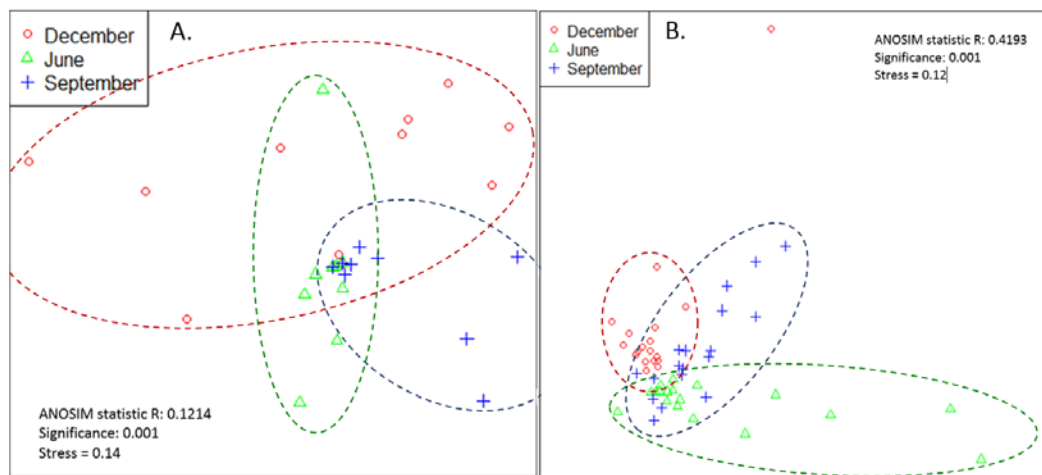 December
June
September
A.
ANOSIM statistic R: 0.1214
Significance: 0.001
Stress = 0.14
December
June
September
B.
ANOSIM statistic R: 0.4193
Significance: 0.001
Stress = 0.12